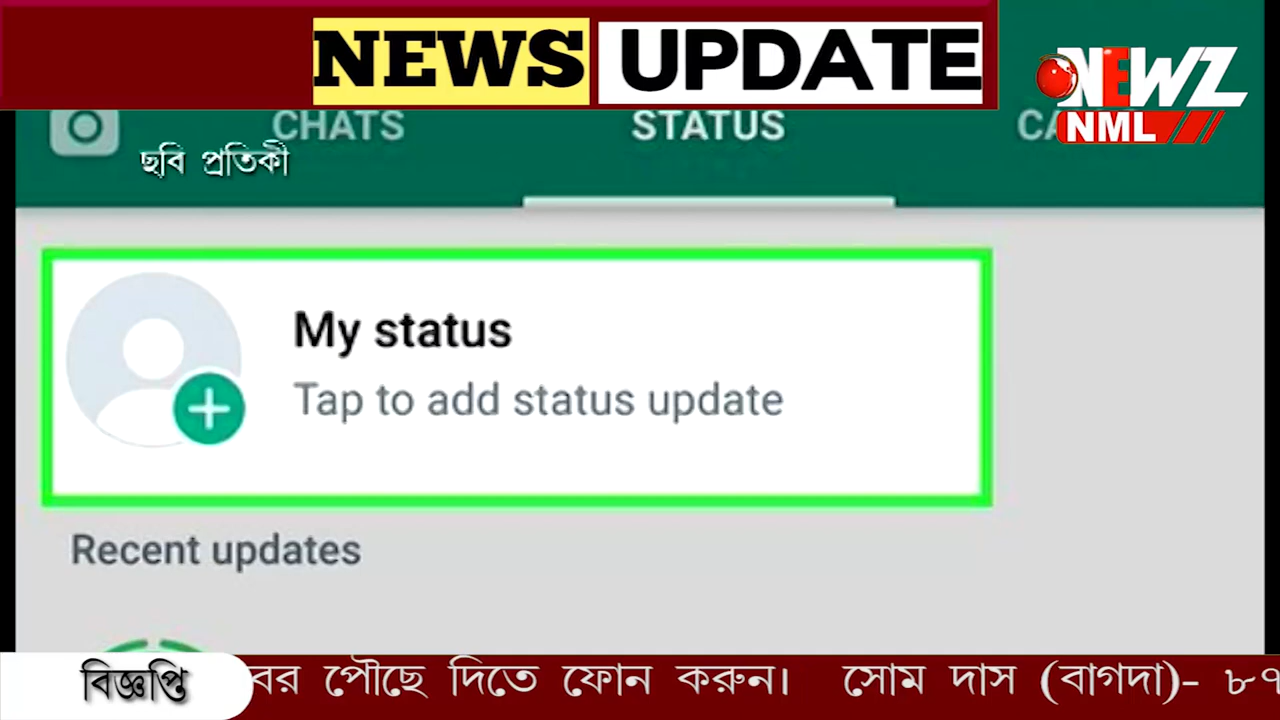 NEWS UPDATE
NEWZ
NML
CHATS STATUS
ছবি প্রতিকী
My status
Tap to add status update
Recent updates
বিজ্ঞপ্তি
বর পৌছে দিতে ফোন করুন। সোম দাস (বাগদা)- ৮৭